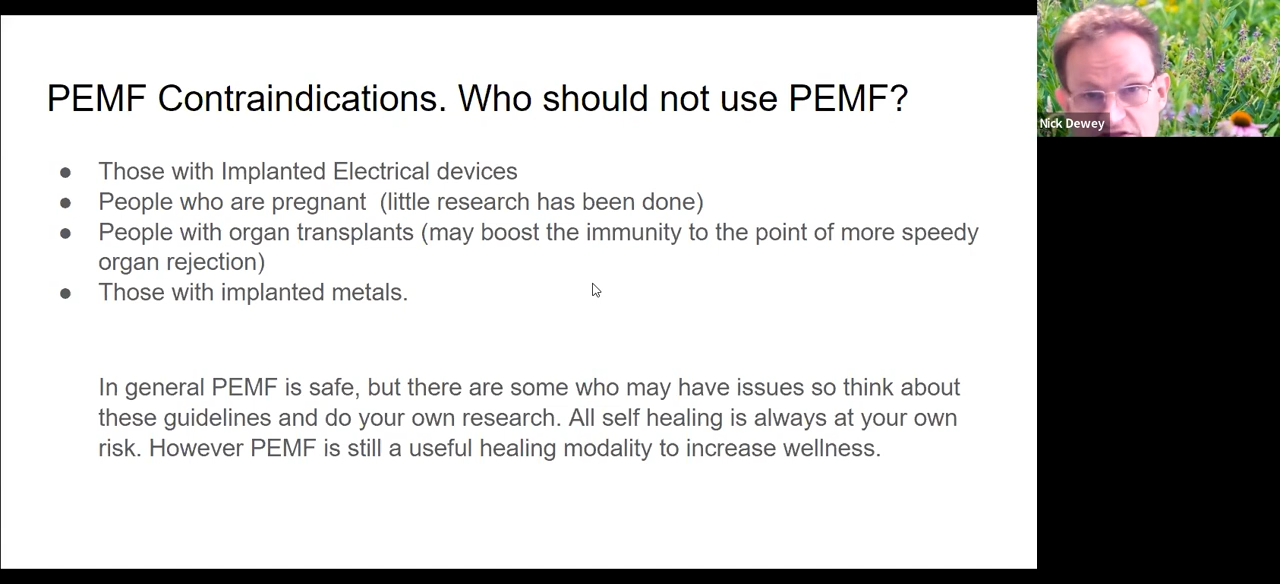 PEMF Contraindications. Who should not use PEMF?
● Those with Implanted Electrical devices
● People who are pregnant  (little research has been done)
● People with organ transplants (may boost the immunity to the point of more speedy
organ rejection)
● Those with implanted metals.
In general PEMF is safe, but there are some who may have issues so think about
these guidelines and do your own research. All self healing is always at your own
risk. However PEMF is still a useful healing modality to increase wellness.
Nick Dewey